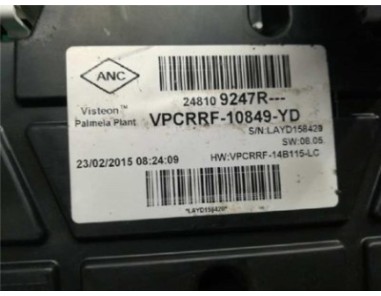 ANC
24810 9247R---
Visteon™
Palmela Plant
VPCRRF-10849-YD
S/N:LAYD158429
SW:08.05
23/02/2015 08:24:09
HW:VPCRRF-14B115-LC
*LAYD158429*